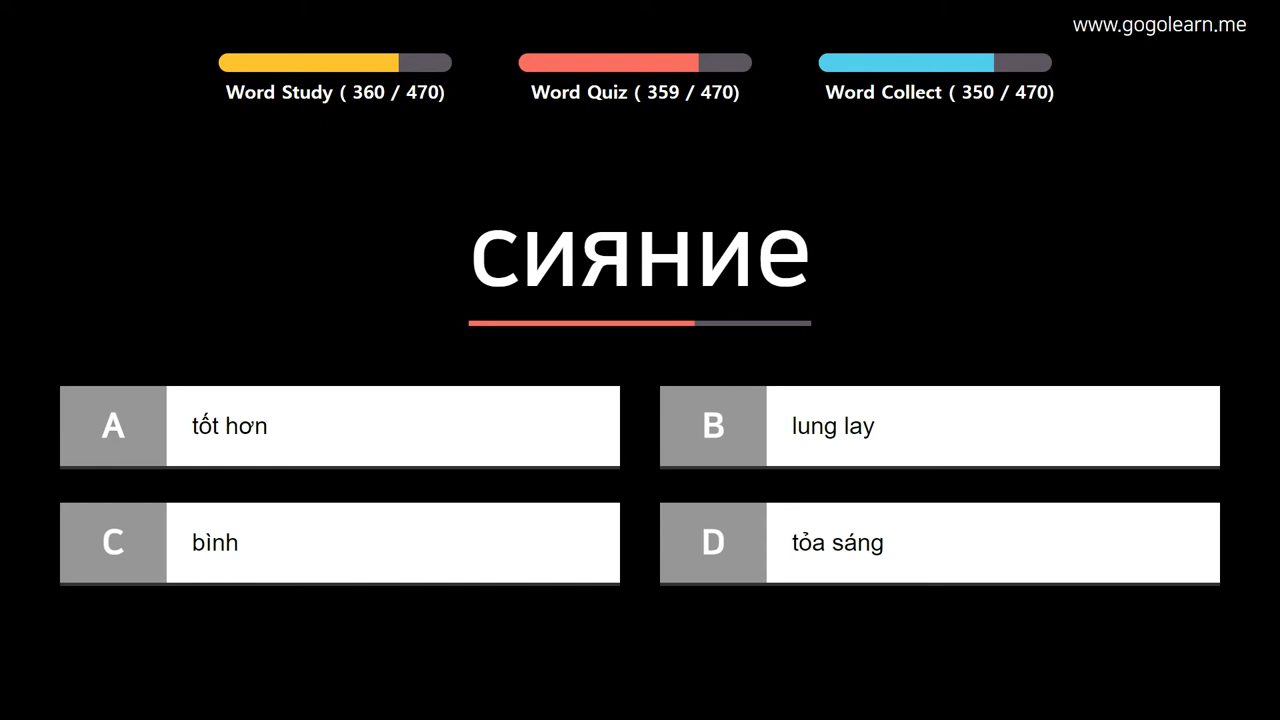 www.gogolearn.me
Word Study ( 360 / 470)
Word Quiz ( 359 / 470)
Word Collect ( 350 / 470)
сияние
A tốt hơn
B lung lay
C bình
D tỏa sáng